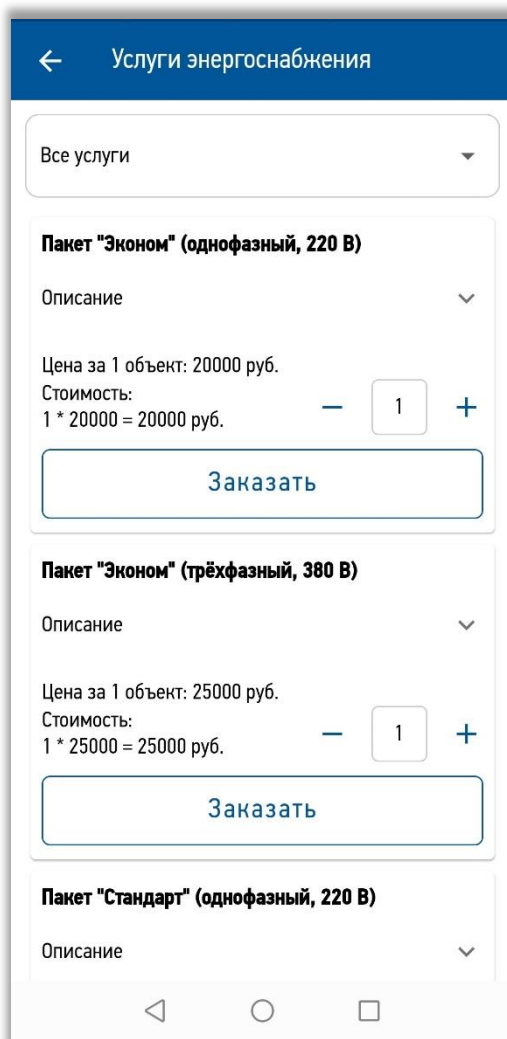 Услуги энергоснабжения
Все услуги
Пакет "Эконом" (однофазный, 220 В)
Описание
Цена за 1 объект: 20000 руб.
Стоимость:
1 * 20000 = 20000 руб.
1
Заказать
Пакет "Эконом" (трёхфазный, 380 В)
Описание
Цена за 1 объект: 25000 руб.
Стоимость:
1 * 25000 = 25000 руб.
1
Заказать
Пакет "Стандарт" (однофазный, 220 В)
Описание